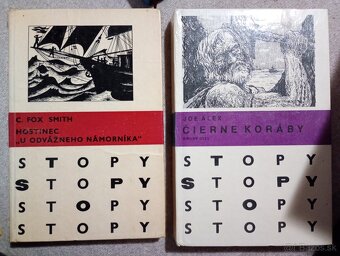 C. FOX SMITH
HOSTINEC
„U ODVÁŽNEHO NÁMORNÍKA"
STOPY
STOPY
STOPY
STOPY
JOE ALEX
ČIERNE KORÁBY
STOPY
STOPY
STOPY
STOPY